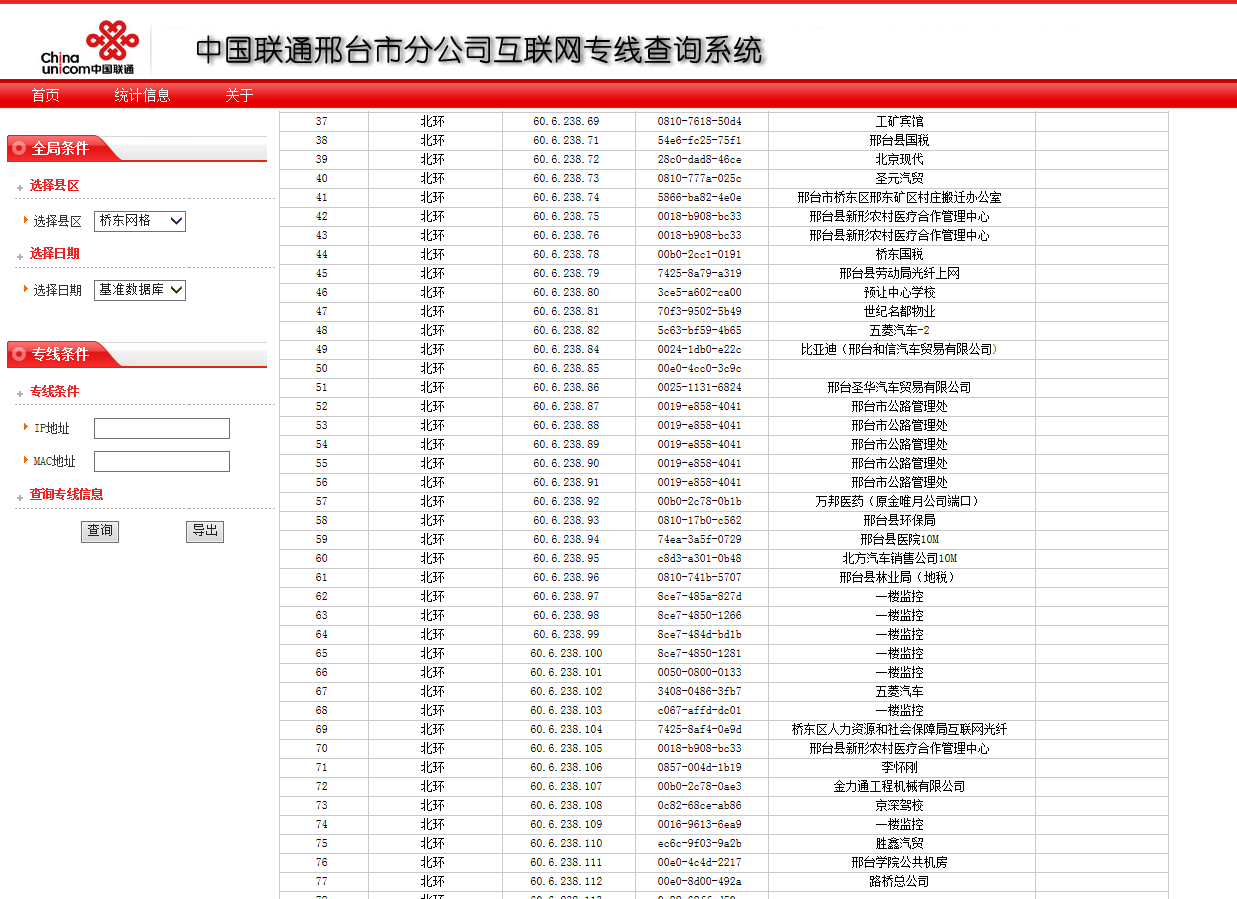 China unicom中国联通
中国联通邢台市分公司互联网专线查询系统
首页 统计信息 关于
全局条件
选择县区
选择县区 桥东网格
选择日期
选择日期 基准数据库
专线条件
专线条件
IP地址
MAC地址
查询专线信息
查询 导出
37 北环 60.6.238.69 0810-7618-50d4 工矿宾馆
38 北环 60.6.238.71 54e6-fc25-75f1 邢台县国税
39 北环 60.6.238.72 28c0-dad8-46ce 北京现代
40 北环 60.6.238.73 0810-777a-025c 圣元汽贸
41 北环 60.6.238.74 5866-ba82-4e0e 邢台市桥东区邢东矿区村庄搬迁办公室
42 北环 60.6.238.75 0018-b908-bc33 邢台县新形农村医疗合作管理中心
43 北环 60.6.238.76 0018-b908-bc33 邢台县新形农村医疗合作管理中心
44 北环 60.6.238.78 00b0-2cc1-0191 桥东国税
45 北环 60.6.238.79 7425-8a79-a319 邢台县劳动局光纤上网
46 北环 60.6.238.80 3ce5-a602-ca00 预让中心学校
47 北环 60.6.238.81 70f3-9502-5b49 世纪名都物业
48 北环 60.6.238.82 5c63-bf59-4b65 五菱汽车-2
49 北环 60.6.238.84 0024-1db0-e22c 比亚迪（邢台和信汽车贸易有限公司）
50 北环 60.6.238.85 00e0-4cc0-3c9c
51 北环 60.6.238.86 0025-1131-6824 邢台圣华汽车贸易有限公司
52 北环 60.6.238.87 0019-e858-4041 邢台市公路管理处
53 北环 60.6.238.88 0019-e858-4041 邢台市公路管理处
54 北环 60.6.238.89 0019-e858-4041 邢台市公路管理处
55 北环 60.6.238.90 0019-e858-4041 邢台市公路管理处
56 北环 60.6.238.91 0019-e858-4041 邢台市公路管理处
57 北环 60.6.238.92 00b0-2c78-0b1b 万邦医药（原金唯月公司端口）
58 北环 60.6.238.93 0810-17b0-c562 邢台县环保局
59 北环 60.6.238.94 74ea-3a5f-0729 邢台县医院10M
60 北环 60.6.238.95 c8d3-a301-0b48 北方汽车销售公司10M
61 北环 60.6.238.96 0810-741b-5707 邢台县林业局（地税）
62 北环 60.6.238.97 8ce7-485a-827d 一楼监控
63 北环 60.6.238.98 8ce7-4850-1266 一楼监控
64 北环 60.6.238.99 8ce7-484d-bd1b 一楼监控
65 北环 60.6.238.100 8ce7-4850-1281 一楼监控
66 北环 60.6.238.101 0050-0800-0133 一楼监控
67 北环 60.6.238.102 3408-0486-3fb7 五菱汽车
68 北环 60.6.238.103 c067-affd-dc01 一楼监控
69 北环 60.6.238.104 7425-8af4-0e9d 桥东区人力资源和社会保障局互联网光纤
70 北环 60.6.238.105 0018-b908-bc33 邢台县新形农村医疗合作管理中心
71 北环 60.6.238.106 0857-004d-1b19 李怀刚
72 北环 60.6.238.107 00b0-2c78-0ae3 金力通工程机械有限公司
73 北环 60.6.238.108 0c82-68ce-ab86 京深驾校
74 北环 60.6.238.109 0016-9613-6ea9 一楼监控
75 北环 60.6.238.110 ec6c-9f03-9a2b 胜鑫汽贸
76 北环 60.6.238.111 00e0-4c4d-2217 邢台学院公共机房
77 北环 60.6.238.112 00e0-8d00-492a 路桥总公司